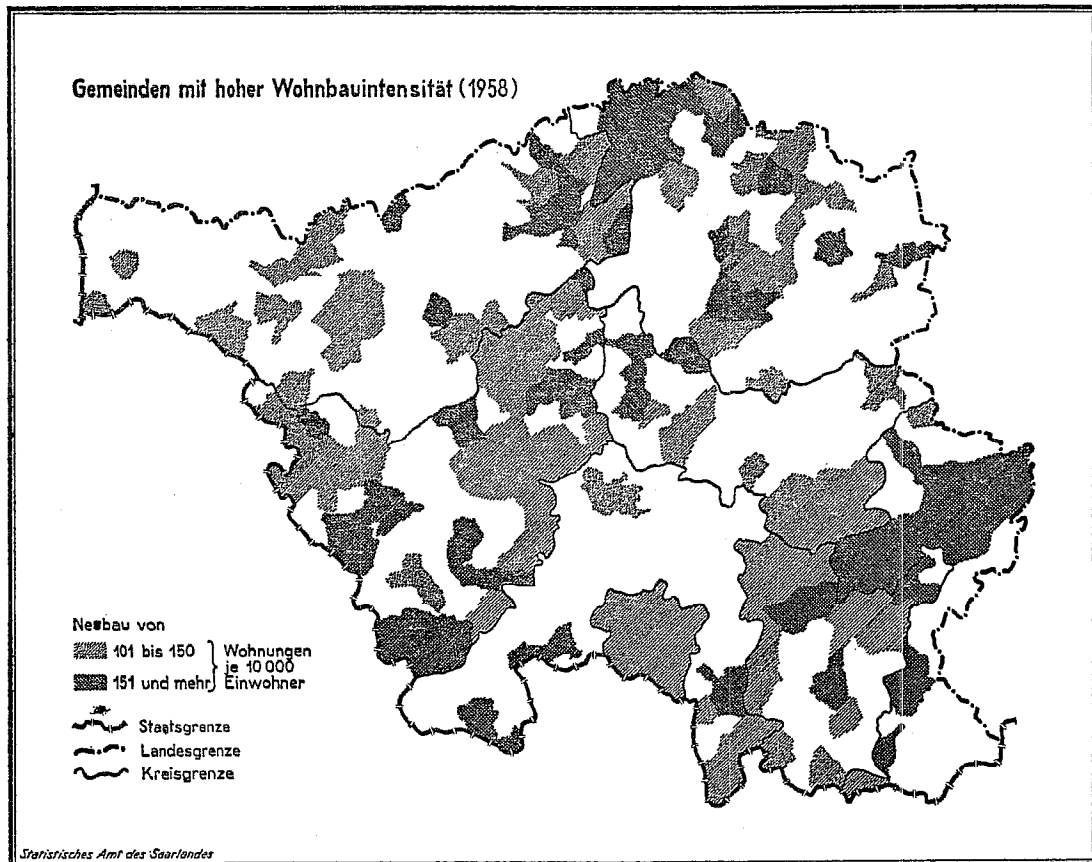 Gemeinden mit hoher Wohnbauintensität (1958)
Neubau von
101 bis 150
151 und mehr
Wohnungen
je 10 000
Einwohner
Staatsgrenze
Landesgrenze
Kreisgrenze
Statistisches Amt des Saarlandes